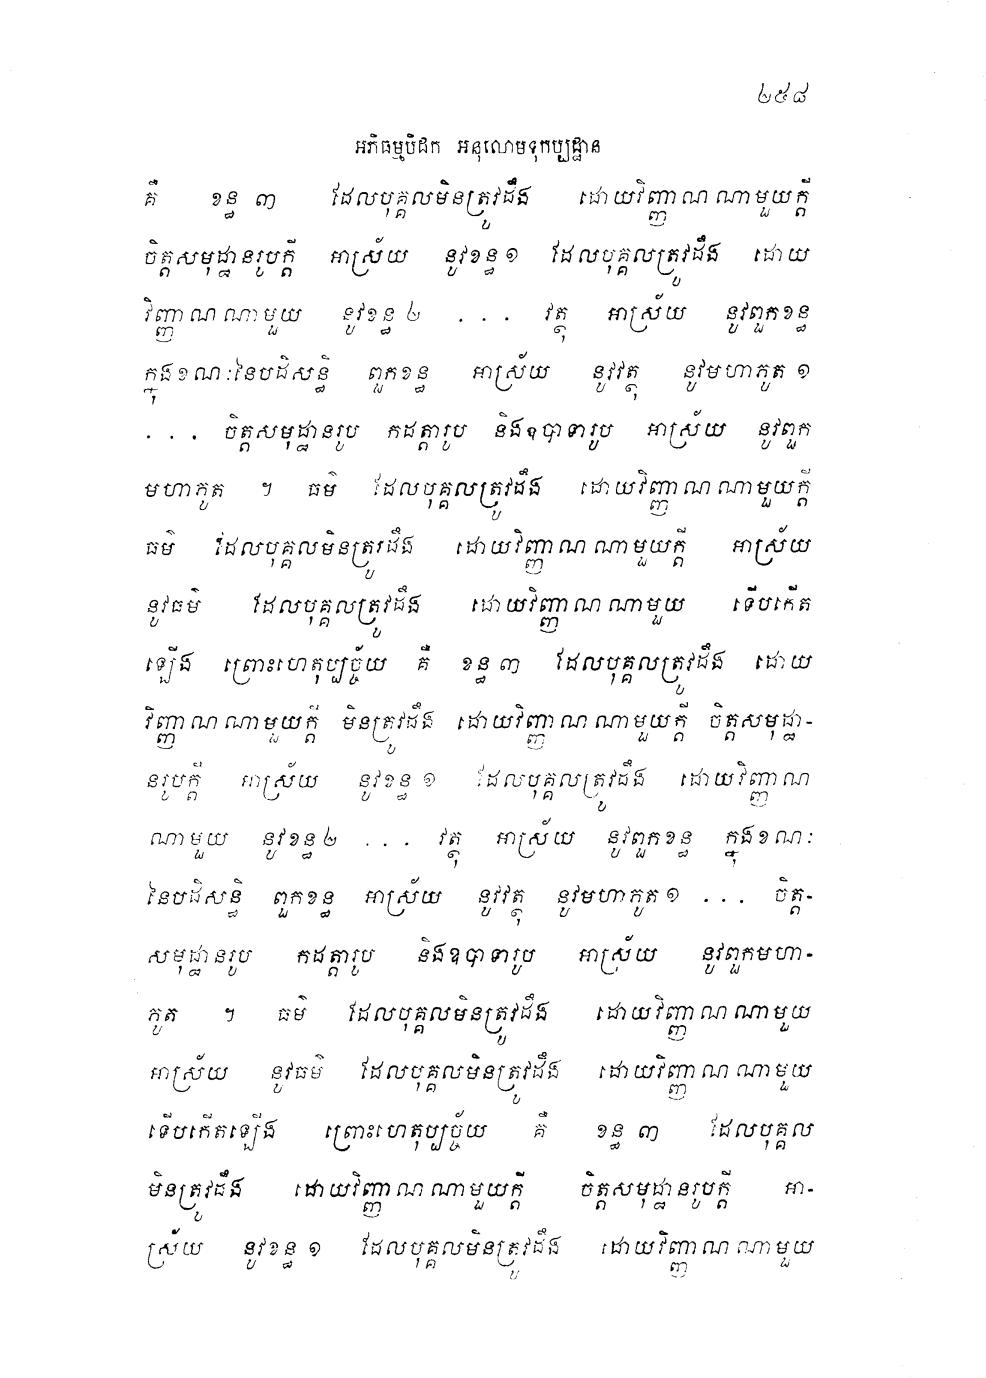 ២៥៨
អភិធម្មបិដក អនុលោមទុកប្បដ្ឋាន
គឺ ខន្ធ ៣ ដែលបុគ្គលមិនត្រូវដឹង ដោយវិញ្ញាណណាមួយក្តី
ចិត្តសមុដ្ឋានរូបក្តី អាស្រ័យ នូវខន្ធ ១ ដែលបុគ្គលត្រូវដឹង ដោយ
វិញ្ញាណណាមួយ នូវខន្ធ ២ . . . វត្ថុ អាស្រ័យ នូវពួកខន្ធ
ក្នុងខណៈនៃបដិសន្ធិ ពួកខន្ធ អាស្រ័យ នូវវត្ថុ នូវមហាភូត ១
. . . ចិត្តសមុដ្ឋានរូប កដត្តារូប និងឧបាទារូប អាស្រ័យ នូវពួក
មហាភូត ។ ធម៌ ដែលបុគ្គលត្រូវដឹង ដោយវិញ្ញាណណាមួយក្តី
ធម៌ ដែលបុគ្គលមិនត្រូវដឹង ដោយវិញ្ញាណណាមួយក្តី អាស្រ័យ
នូវធម៌ ដែលបុគ្គលត្រូវដឹង ដោយវិញ្ញាណណាមួយ ទើបកើត
ឡើង ព្រោះហេតុប្បច្ច័យ គឺ ខន្ធ ៣ ដែលបុគ្គលត្រូវដឹង ដោយ
វិញ្ញាណណាមួយក្តី មិនត្រូវដឹង ដោយវិញ្ញាណណាមួយក្តី ចិត្តសមុដ្ឋា-
នរូបក្តី អាស្រ័យ នូវខន្ធ ១ ដែលបុគ្គលត្រូវដឹង ដោយវិញ្ញាណ
ណាមួយ នូវខន្ធ ២ . . . វត្ថុ អាស្រ័យ នូវពួកខន្ធ ក្នុងខណៈ
នៃបដិសន្ធិ ពួកខន្ធ អាស្រ័យ នូវវត្ថុ នូវមហាភូត ១ . . . ចិត្ត-
សមុដ្ឋានរូប កដត្តារូប និងឧបាទារូប អាស្រ័យ នូវពួកមហា-
ភូត ។ ធម៌ ដែលបុគ្គលមិនត្រូវដឹង ដោយវិញ្ញាណណាមួយ
អាស្រ័យ នូវធម៌ ដែលបុគ្គលមិនត្រូវដឹង ដោយវិញ្ញាណណាមួយ
ទើបកើតឡើង ព្រោះហេតុប្បច្ច័យ គឺ ខន្ធ ៣ ដែលបុគ្គល
មិនត្រូវដឹង ដោយវិញ្ញាណណាមួយក្តី ចិត្តសមុដ្ឋានរូបក្តី អា-
ស្រ័យ នូវខន្ធ ១ ដែលបុគ្គលមិនត្រូវដឹង ដោយវិញ្ញាណណាមួយ